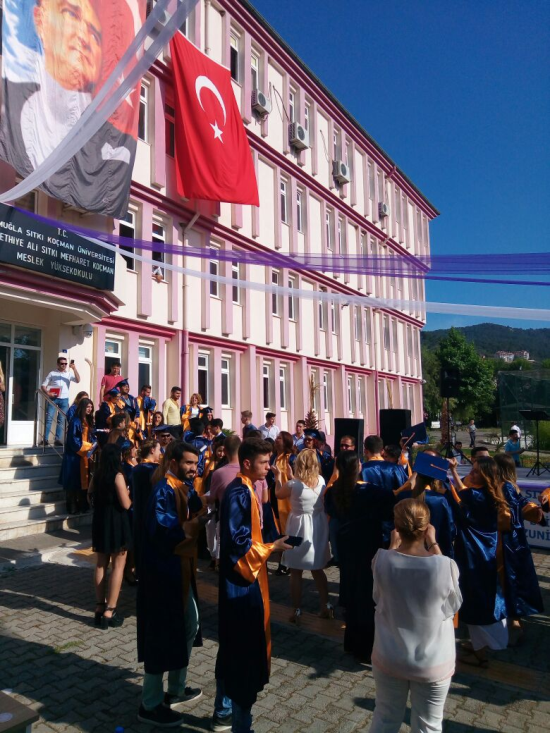 T.C.
MUĞLA SITKI KOÇMAN ÜNİVERSİTESİ
FETHİYE ALİ SITKI MEFHARET KOÇMAN
MESLEK YÜKSEKOKULU